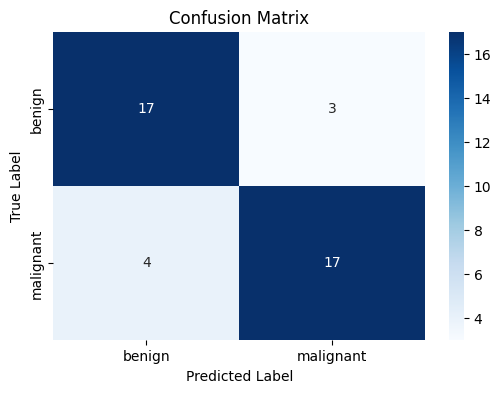 Confusion Matrix
True Label
benign
17
3
malignant
4
17
benign
malignant
Predicted Label
16
14
12
10
8
6
4